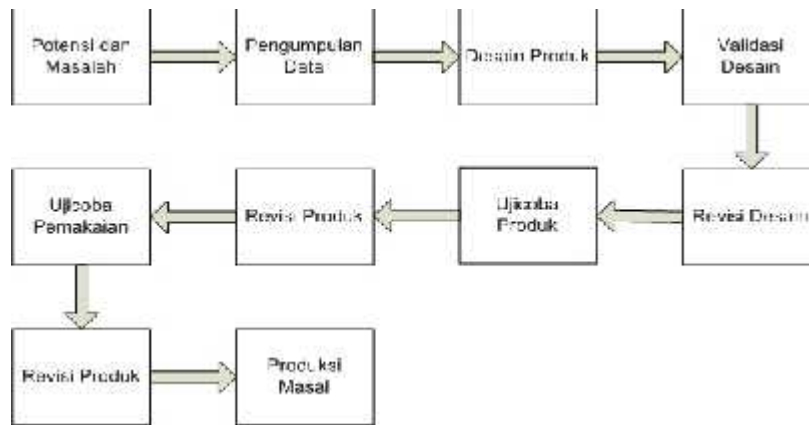 Potensi dan
Masalah
Pengumpulan
Data
Desain Produk
Validasi
Desain
Ujicoba
Pemakaian
Revisi Produk
Ujicoba
Produk
Revisi Desain
Revisi Produk
Produksi
Masal